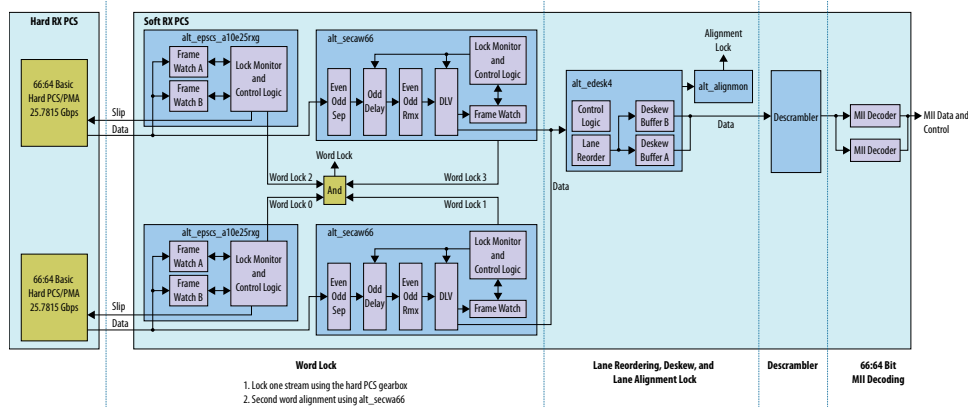 Hard RX PCS
Soft RX PCS
66:64 Basic
Hard PCS/PMA
25.7815 Gbps
Slip
Data
alt_epscs_a10e25rxg
Frame
Watch A
Frame
Watch B
Lock Monitor
and
Control Logic
alt_secaw66
Even
Odd
Sep
Odd
Delay
Even
Odd
Rmx
DLV
Lock Monitor
and
Control Logic
Frame Watch
Word Lock
And
Word Lock 2
Word Lock 3
Word Lock 0
Word Lock 1
66:64 Basic
Hard PCS/PMA
25.7815 Gbps
Slip
Data
alt_epscs_a10e25rxg
Frame
Watch A
Frame
Watch B
Lock Monitor
and
Control Logic
alt_secaw66
Even
Odd
Sep
Odd
Delay
Even
Odd
Rmx
DLV
Lock Monitor
and
Control Logic
Frame Watch
Data
Alignment
Lock
alt_alignmon
alt_edesk4
Control
Logic
Lane
Reorder
Deskew
Buffer B
Deskew
Buffer A
Data
Descrambler
MII Decoder
MII Decoder
MII Data and
Control
Word Lock
1. Lock one stream using the hard PCS gearbox
2. Second word alignment using alt_secwa66
Lane Reordering, Deskew, and
Lane Alignment Lock
Descrambler
66:64 Bit
MII Decoding